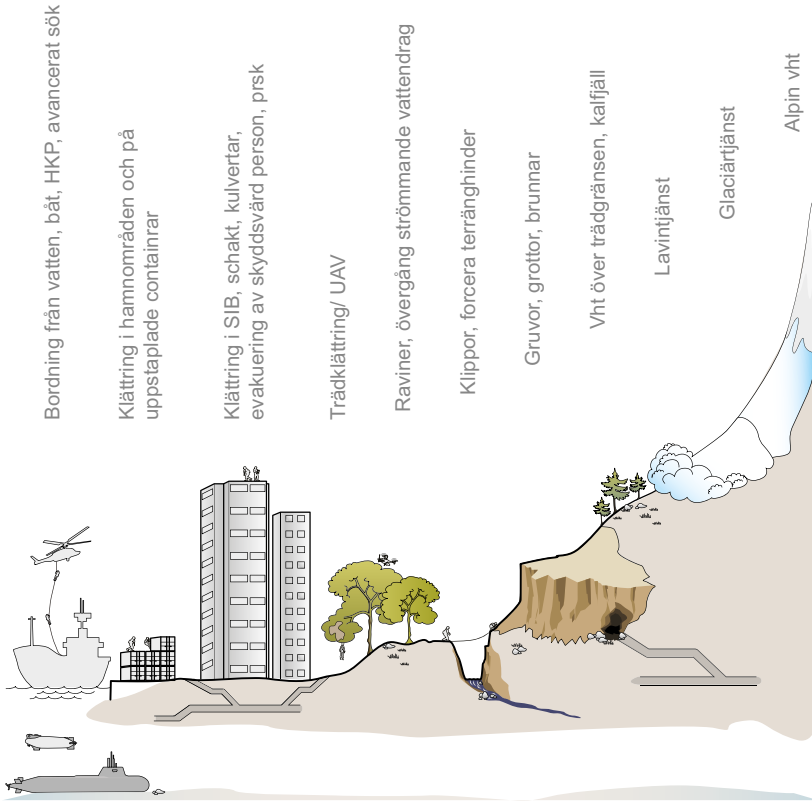 Bordning från vatten, båt, HKP, avancerat sök
Klättring i hamnområden och på
uppstaplade containrar
Klättring i SIB, schakt, kulvertar,
evakuering av skyddsvärd person, prsk
Trädklättring/ UAV
Raviner, övergång strömmande vattendrag
Klippor, forcera terränghinder
Gruvor, grottor, brunnar
Vht över trädgränsen, kalfjäll
Lavintjänst
Glaciärtjänst
Alpin vht